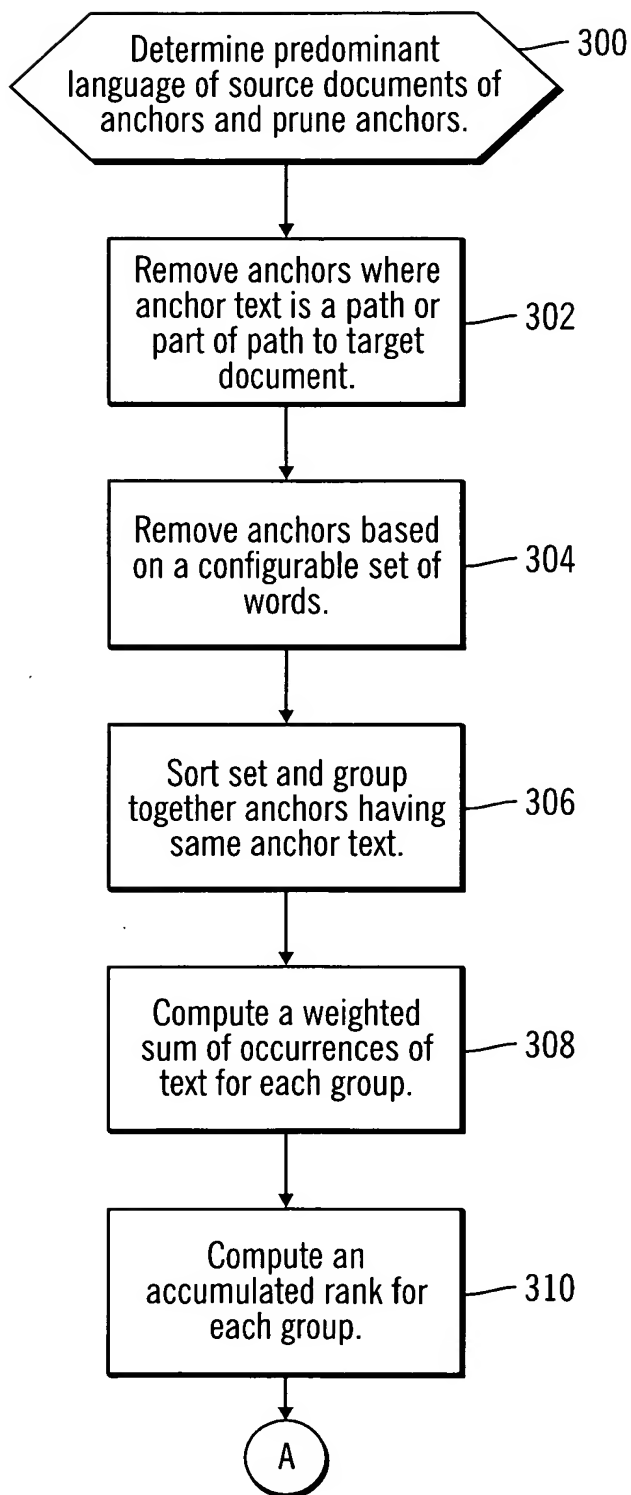 Determine predominant
language of source documents of
anchors and prune anchors.
300
Remove anchors where
anchor text is a path or
part of path to target
document.
302
Remove anchors based
on a configurable set of
words.
304
Sort set and group
together anchors having
same anchor text.
306
Compute a weighted
sum of occurrences of
text for each group.
308
Compute an
accumulated rank for
each group.
310
A